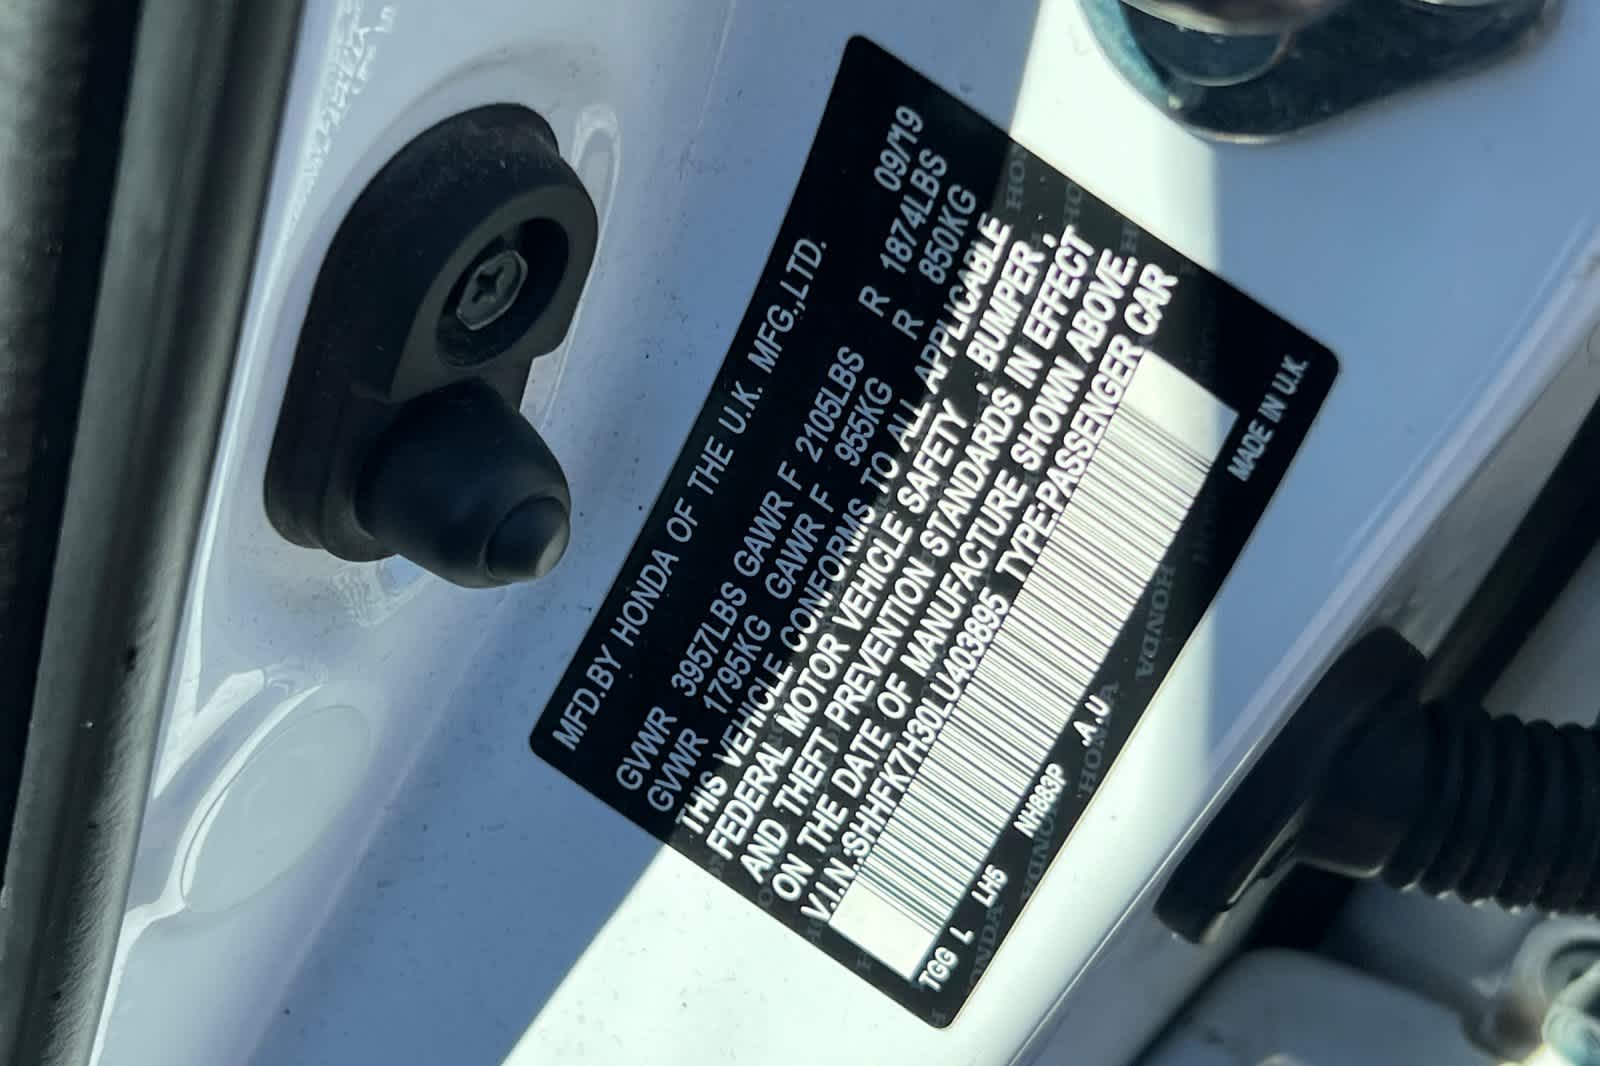 MFD.BY HONDA OF THE U.K. MFG.,LTD. 09/19
GVWR 3957LBS GAWR F 2105LBS R 1874LBS
GVWR 1795KG GAWR F 955KG R 850KG
THIS VEHICLE CONFORMS TO ALL APPLICABLE
FEDERAL MOTOR VEHICLE SAFETY , BUMPER ,
AND THEFT PREVENTION STANDARDS IN EFFECT
ON THE DATE OF MANUFACTURE SHOWN ABOVE.
V.I.N.:SHHFK7H30LU403895 TYPE:PASSENGER CAR
TGG L LH5 NH883P .A.U MADE IN U.K.
HONDA
HONDA